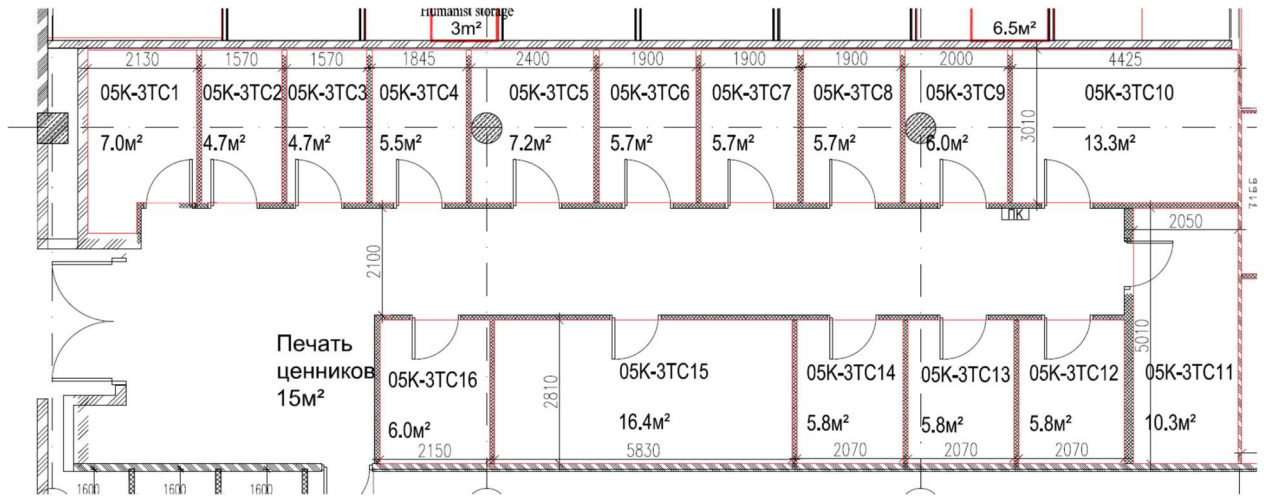 Humanist storage
3m²
6.5м²
2130
1570
1570
1845
2400
1900
1900
1900
2000
4425
05K-3TC1
05K-3TC2
05K-3TC3
05K-3TC4
05K-3TC5
05K-3TC6
05K-3TC7
05K-3TC8
05K-3TC9
05K-3TC10
3010
7.0м²
4.7м²
4.7м²
5.5м²
7.2м²
5.7м²
5.7м²
5.7м²
6.0м²
13.3м²
ПК
2050
2100
Печать
ценников
15м²
05K-3TC16
05K-3TC15
05K-3TC14
05K-3TC13
05K-3TC12
05K-3TC11
2810
5010
6.0м²
16.4м²
5.8м²
5.8м²
5.8м²
10.3м²
2150
5830
2070
2070
2070
1600
1600
1600